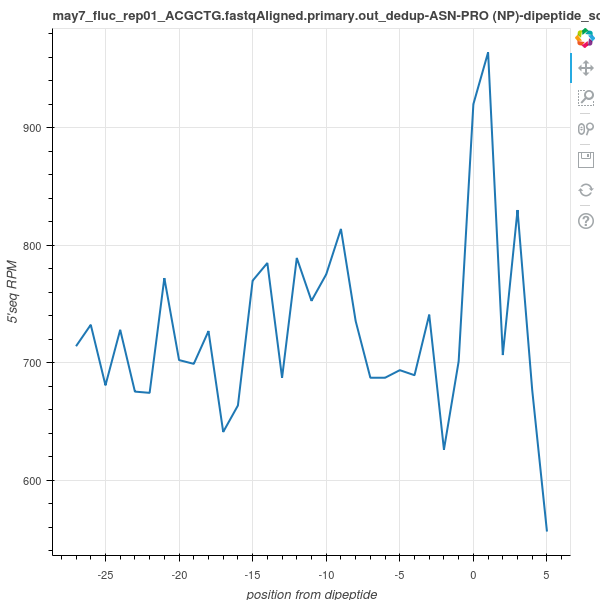 may7_fluc_rep01_ACGCTG.fastqAligned.primary.out_dedup-ASN-PRO (NP)-dipeptide_sc
900
800
700
600
5'seq RPM
-25 -20 -15 -10 -5 0 5
position from dipeptide